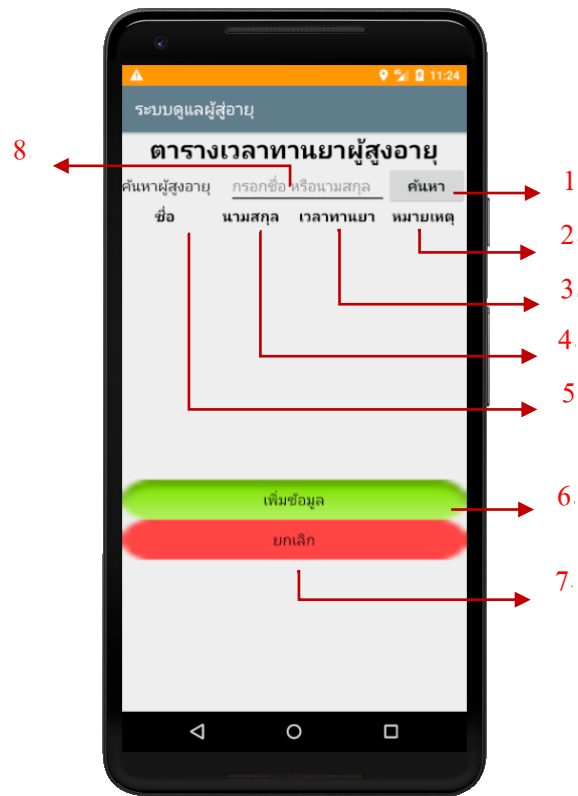 11:24
ระบบดูแลผู้สู่อายุ
ตารางเวลาทานยาผู้สูงอายุ
8.
ค้นหาผู้สูงอายุ กรอกชื่อ หรือนามสกุล ค้นหา
1
ชื่อ นามสกุล เวลาทานยา หมายเหตุ
2.
3.
4.
5
เพิ่มข้อมูล
6.
ยกเลิก
7.